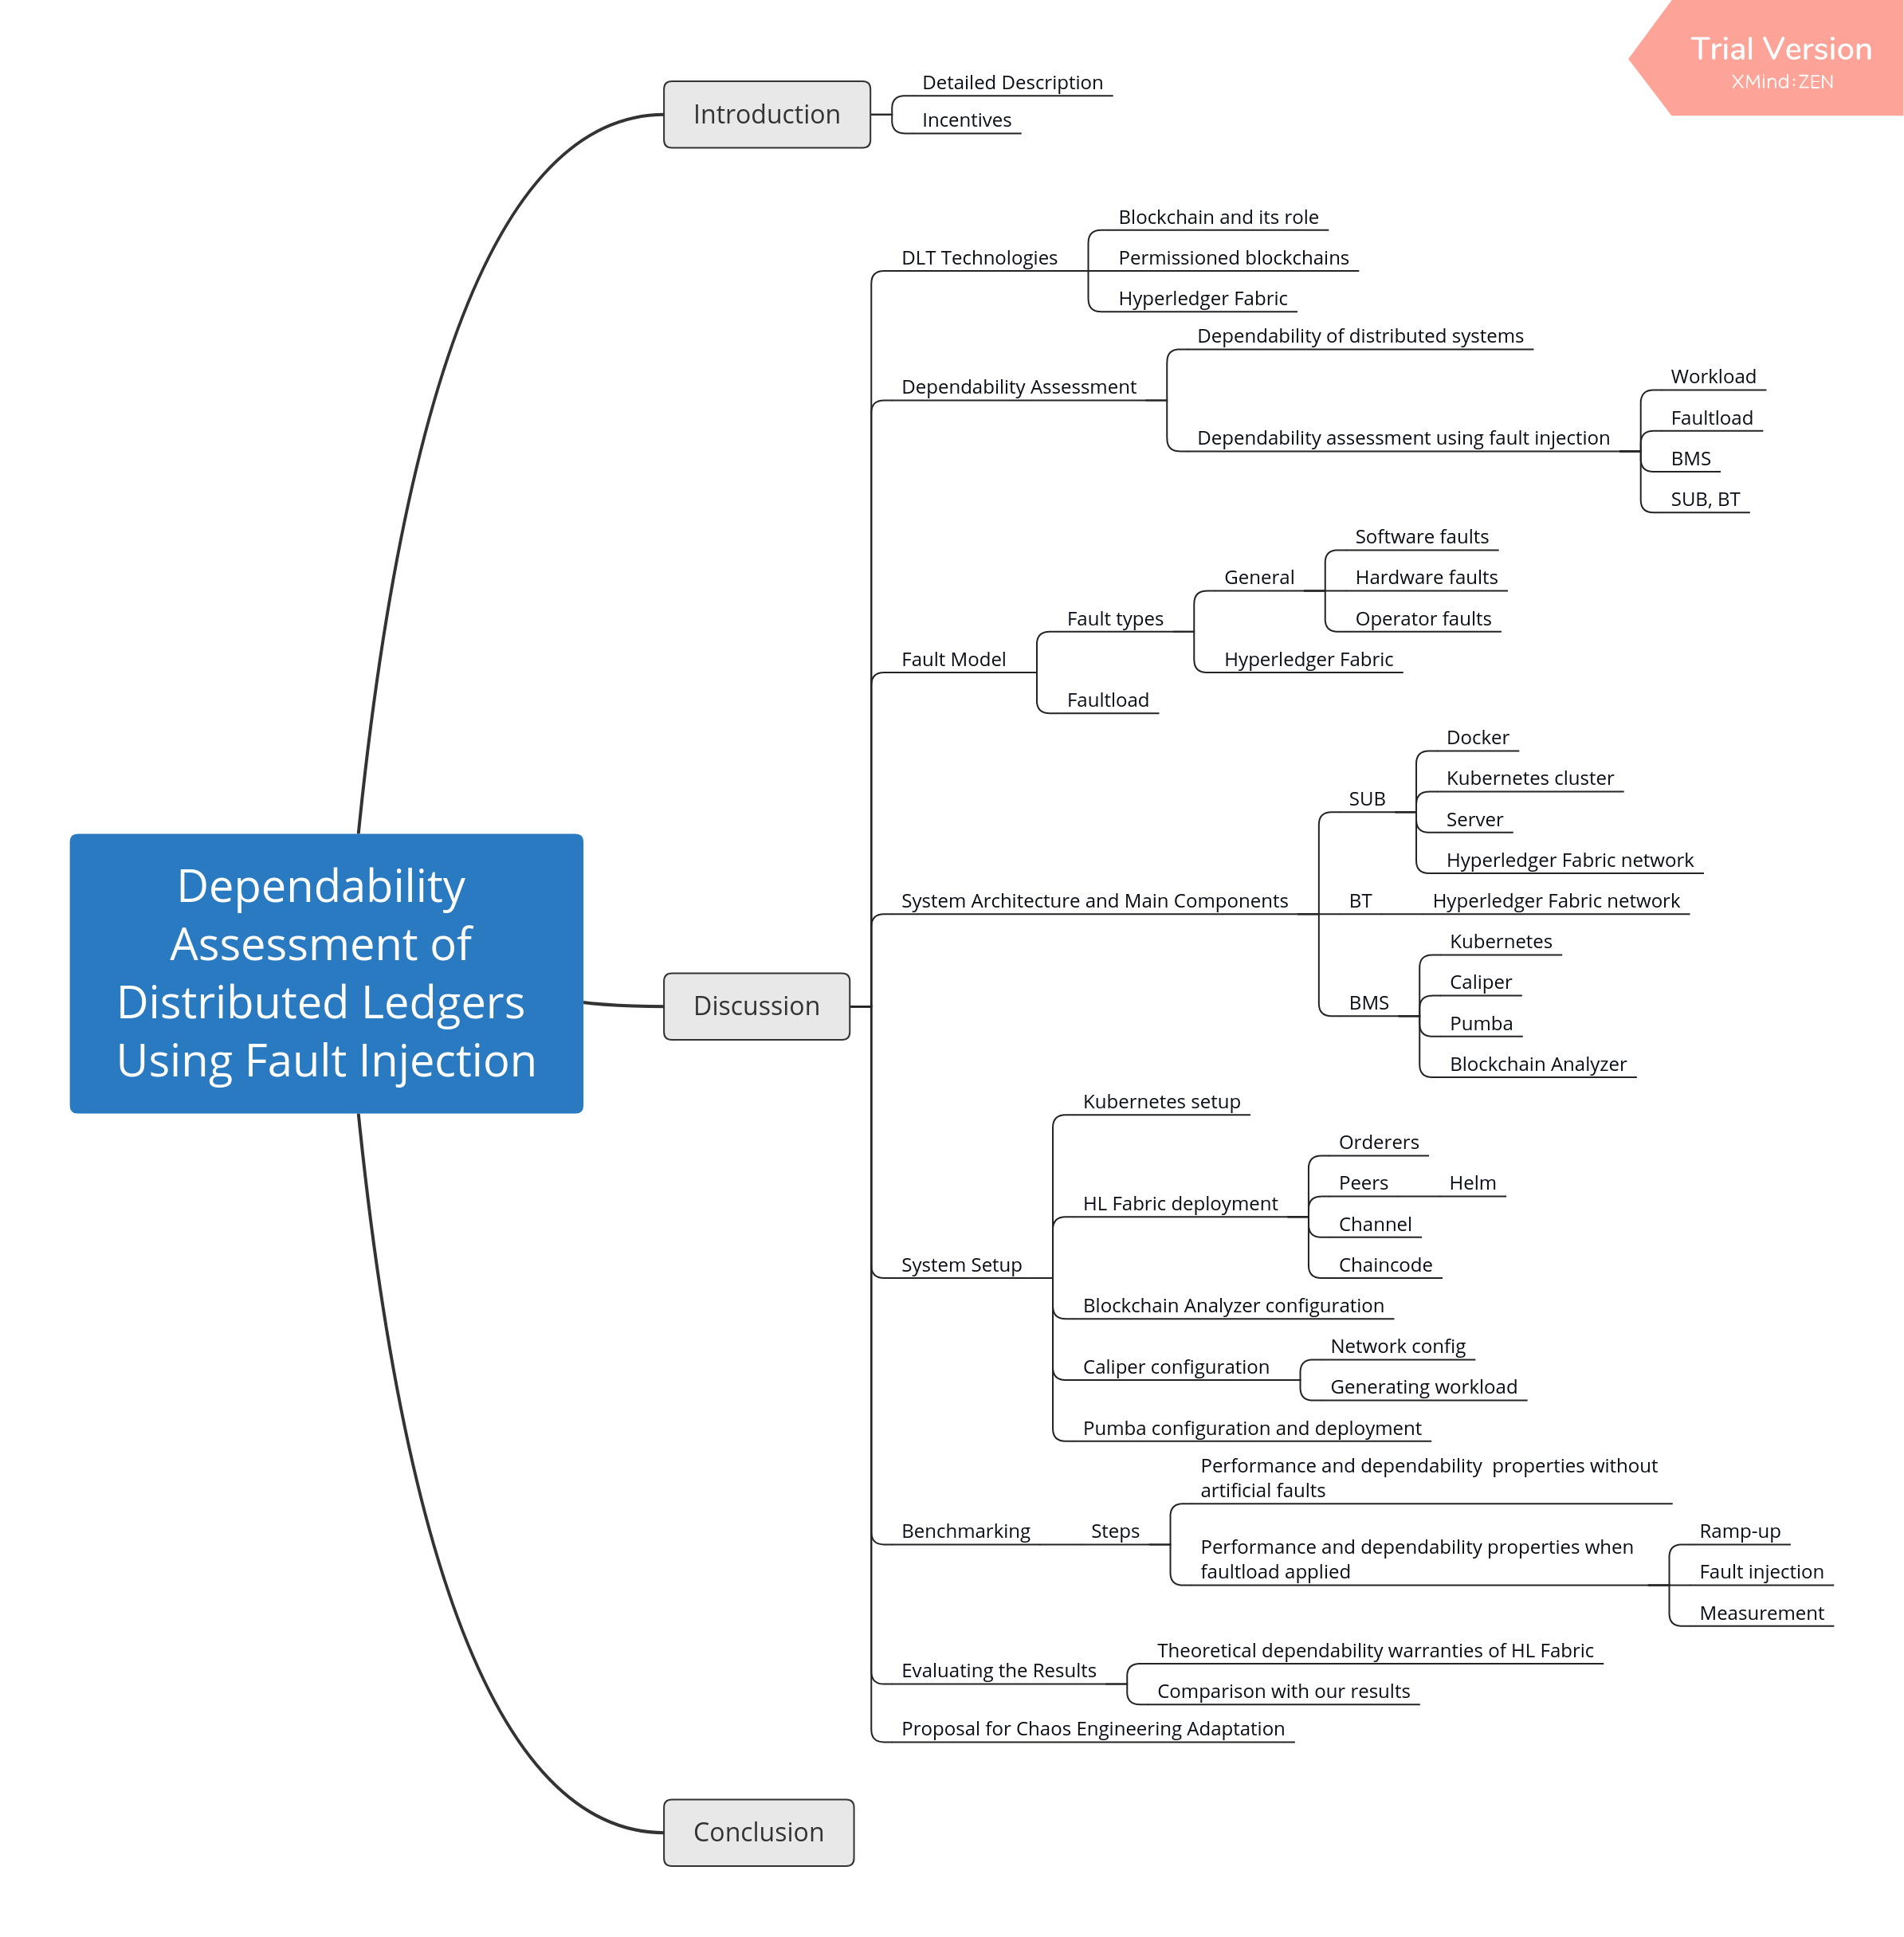 Trial Version
XMind:ZEN
Dependability
Assessment of
Distributed Ledgers
Using Fault Injection
Introduction
Detailed Description
Incentives
Discussion
DLT Technologies
Blockchain and its role
Permissioned blockchains
Hyperledger Fabric
Dependability Assessment
Dependability of distributed systems
Dependability assessment using fault injection
Workload
Faultload
BMS
SUB, BT
Fault Model
Fault types
General
Software faults
Hardware faults
Operator faults
Hyperledger Fabric
Faultload
System Architecture and Main Components
SUB
Docker
Kubernetes cluster
Server
Hyperledger Fabric network
BT
Hyperledger Fabric network
BMS
Kubernetes
Caliper
Pumba
Blockchain Analyzer
System Setup
Kubernetes setup
HL Fabric deployment
Orderers
Peers
Helm
Channel
Chaincode
Blockchain Analyzer configuration
Caliper configuration
Network config
Generating workload
Pumba configuration and deployment
Benchmarking
Steps
Performance and dependability  properties without
artificial faults
Performance and dependability properties when
faultload applied
Ramp-up
Fault injection
Measurement
Evaluating the Results
Theoretical dependability warranties of HL Fabric
Comparison with our results
Proposal for Chaos Engineering Adaptation
Conclusion